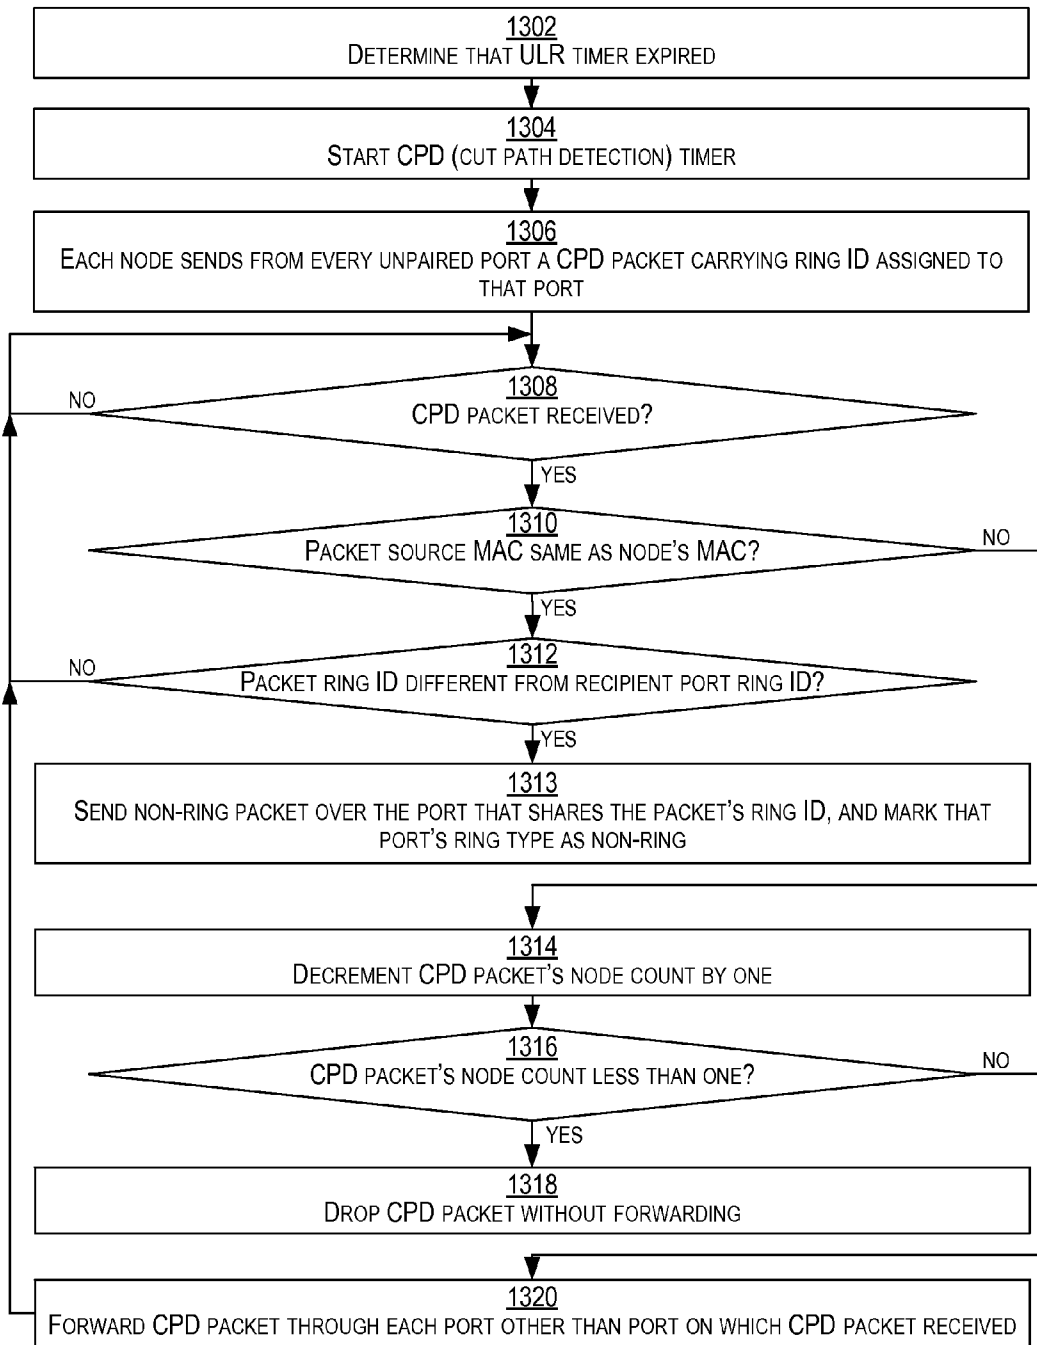 1302
DETERMINE THAT ULR TIMER EXPIRED
1304
START CPD (CUT PATH DETECTION) TIMER
1306
EACH NODE SENDS FROM EVERY UNPAIRED PORT A CPD PACKET CARRYING RING ID ASSIGNED TO
THAT PORT
1308
CPD PACKET RECEIVED?
NO
YES
1310
PACKET SOURCE MAC SAME AS NODE'S MAC?
NO
YES
1312
PACKET RING ID DIFFERENT FROM RECIPIENT PORT RING ID?
NO
YES
1313
SEND NON-RING PACKET OVER THE PORT THAT SHARES THE PACKET'S RING ID, AND MARK THAT
PORT'S RING TYPE AS NON-RING
1314
DECREMENT CPD PACKET'S NODE COUNT BY ONE
1316
CPD PACKET'S NODE COUNT LESS THAN ONE?
NO
YES
1318
DROP CPD PACKET WITHOUT FORWARDING
1320
FORWARD CPD PACKET THROUGH EACH PORT OTHER THAN PORT ON WHICH CPD PACKET RECEIVED